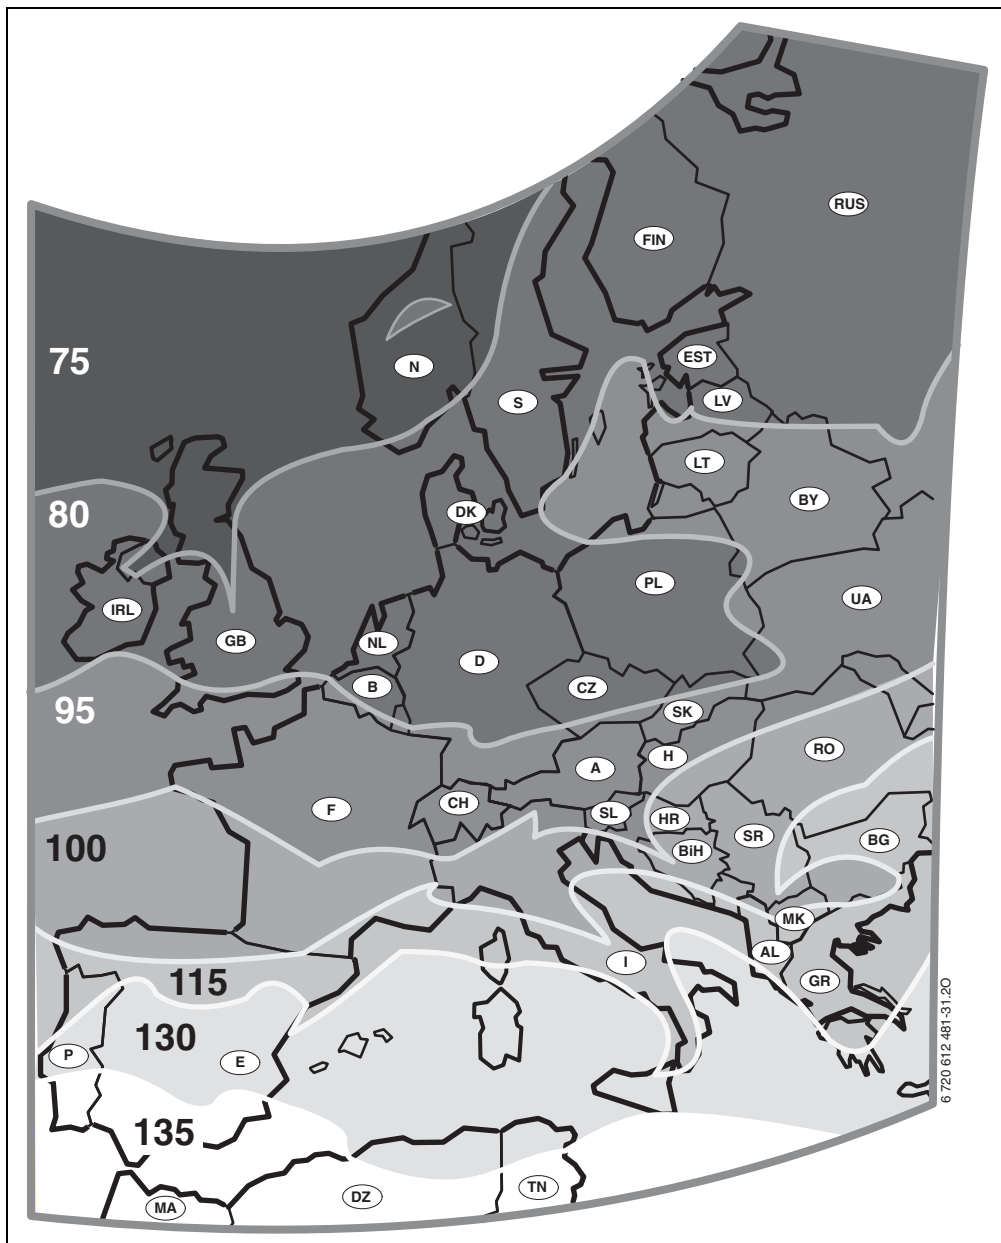 RUS
FIN
75
N
EST
S
LV
LT
80
DK
BY
PL
IRL
UA
GB
NL
D
B
CZ
95
SK
RO
H
A
F
CH
SL
HR
100
SR
BG
BiH
MK
AL
I
115
GR
130
P
E
6 720 612 481-31.2O
135
TN
DZ
MA